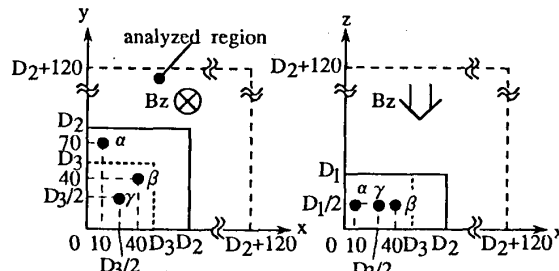 y
analyzed region
D2+120
Bz
D2
70
α
D3
40
β
D3/2
γ
0
10
40
D3
D2
x
D2+120
D3/2
z
D2+120
Bz
D1
α
γ
β
D1/2
0
10
40
D3
D2
x
D2+120
D3/2